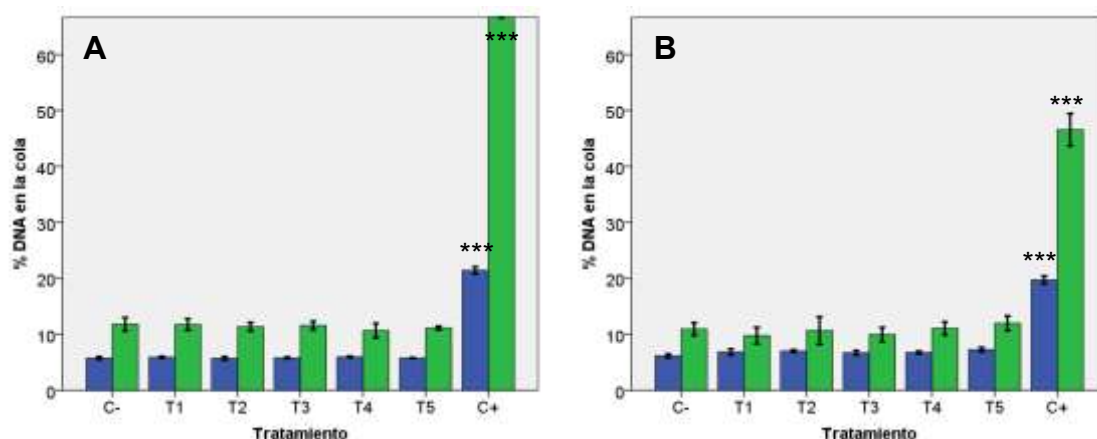 A
% DNA en la cola
60
50
40
30
20
10
0
***
***
C- T1 T2 T3 T4 T5 C+
Tratamiento
B
% DNA en la cola
60
50
40
30
20
10
0
***
***
C- T1 T2 T3 T4 T5 C+
Tratamiento